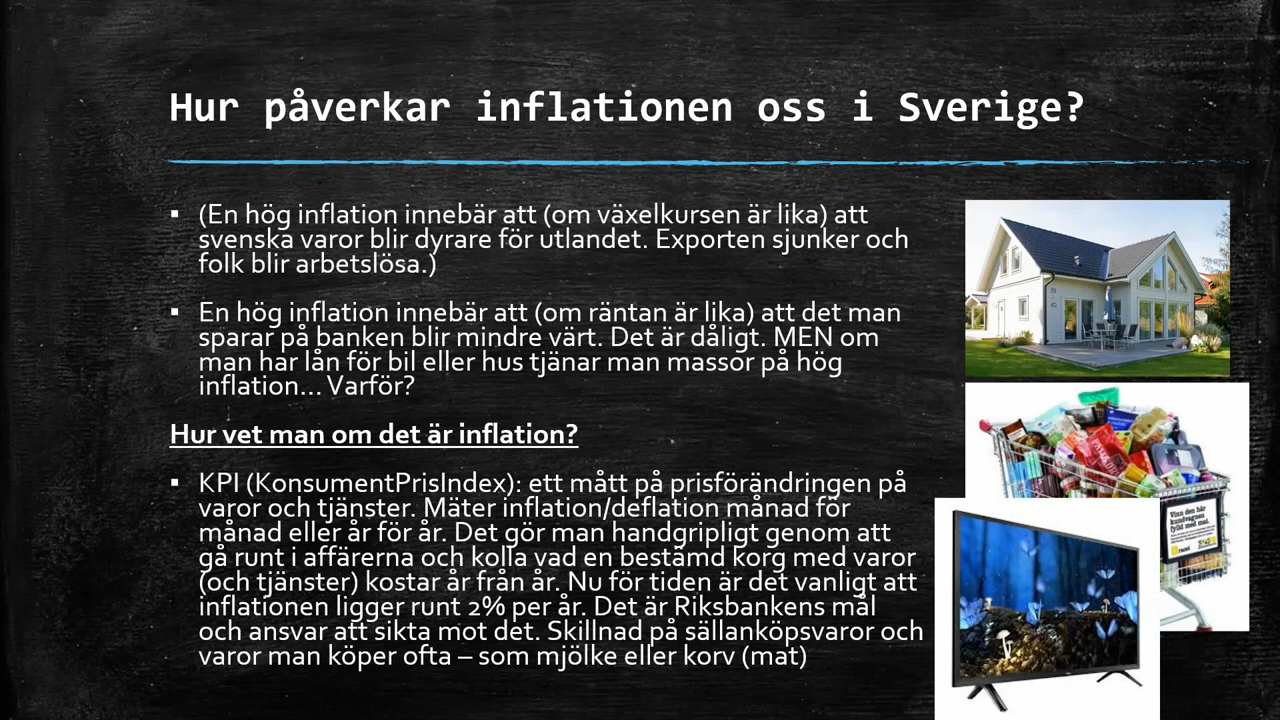 Hur påverkar inflationen oss i Sverige?
▪ (En hög inflation innebär att (om växelkursen är lika) att
svenska varor blir dyrare för utlandet. Exporten sjunker och
folk blir arbetslösa.)
▪ En hög inflation innebär att (om räntan är lika) att det man
sparar på banken blir mindre värt. Det är dåligt. MEN om
man har lån för bil eller hus tjänar man massor på hög
inflation... Varför?
Hur vet man om det är inflation?
▪ KPI (KonsumentPrisIndex): ett mått på prisförändringen på
varor och tjänster. Mäter inflation/deflation månad för
månad eller år för år. Det gör man handgripligt genom att
gå runt i affärerna och kolla vad en bestämd korg med varor
(och tjänster) kostar år från år. Nu för tiden är det vanligt att
inflationen ligger runt 2% per år. Det är Riksbankens mål
och ansvar att sikta mot det. Skillnad på sällanköpsvaror och
varor man köper ofta – som mjölke eller korv (mat)
Vinn den här
kundvagnen
fylld med mat.